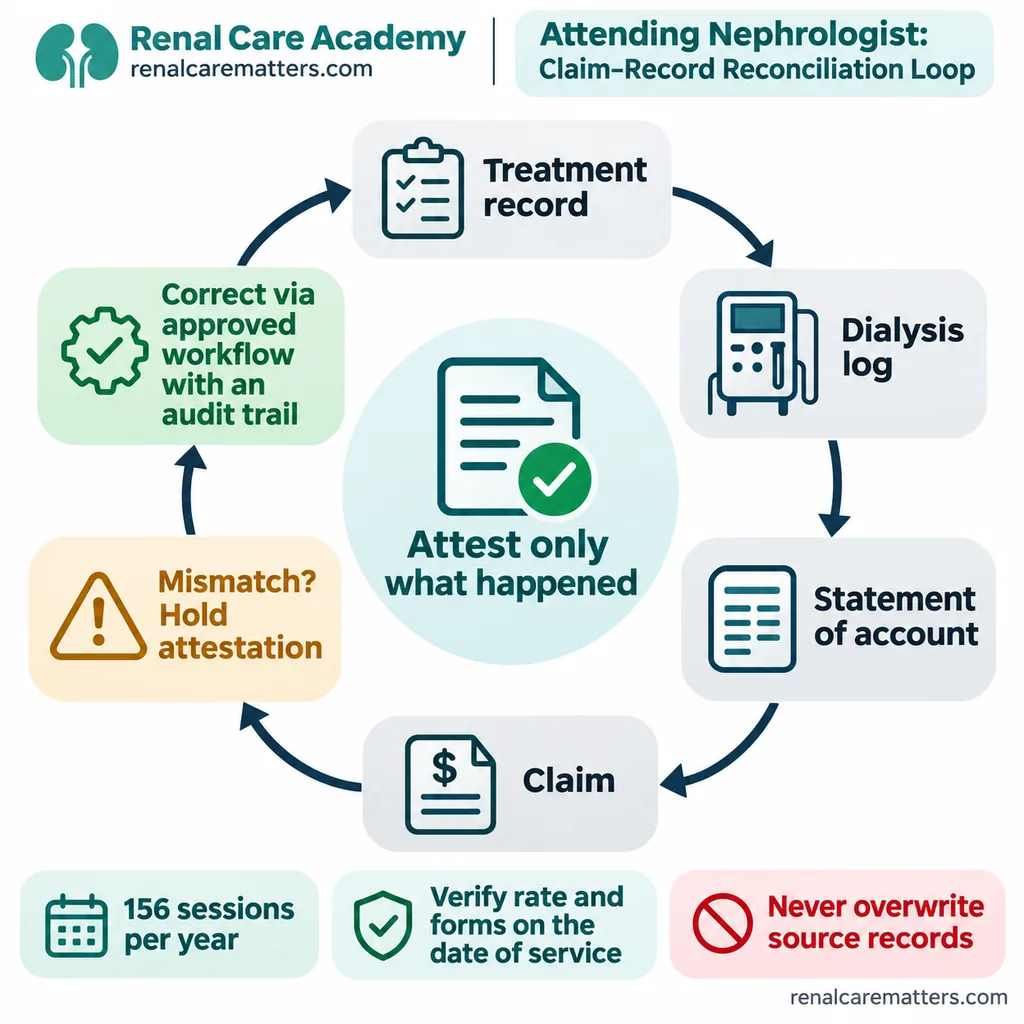 Renal Care Academy
renalcarematters.com
Attending Nephrologist:
Claim–Record Reconciliation Loop
Treatment
record
Dialysis
log
Statement
of account
$
Claim
Mismatch?
Hold
attestation
Correct via
approved
workflow
with an
audit trail
Attest only
what happened
156 sessions
per year
Verify rate and
forms on the
date of service
Never overwrite
source records
renalcarematters.com